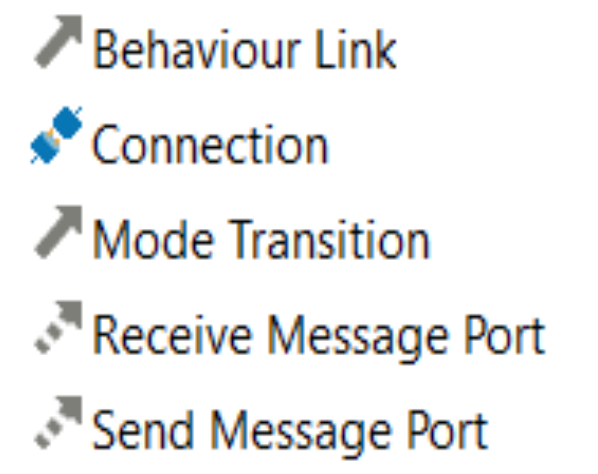 Behaviour Link
Connection
Mode Transition
Receive Message Port
Send Message Port